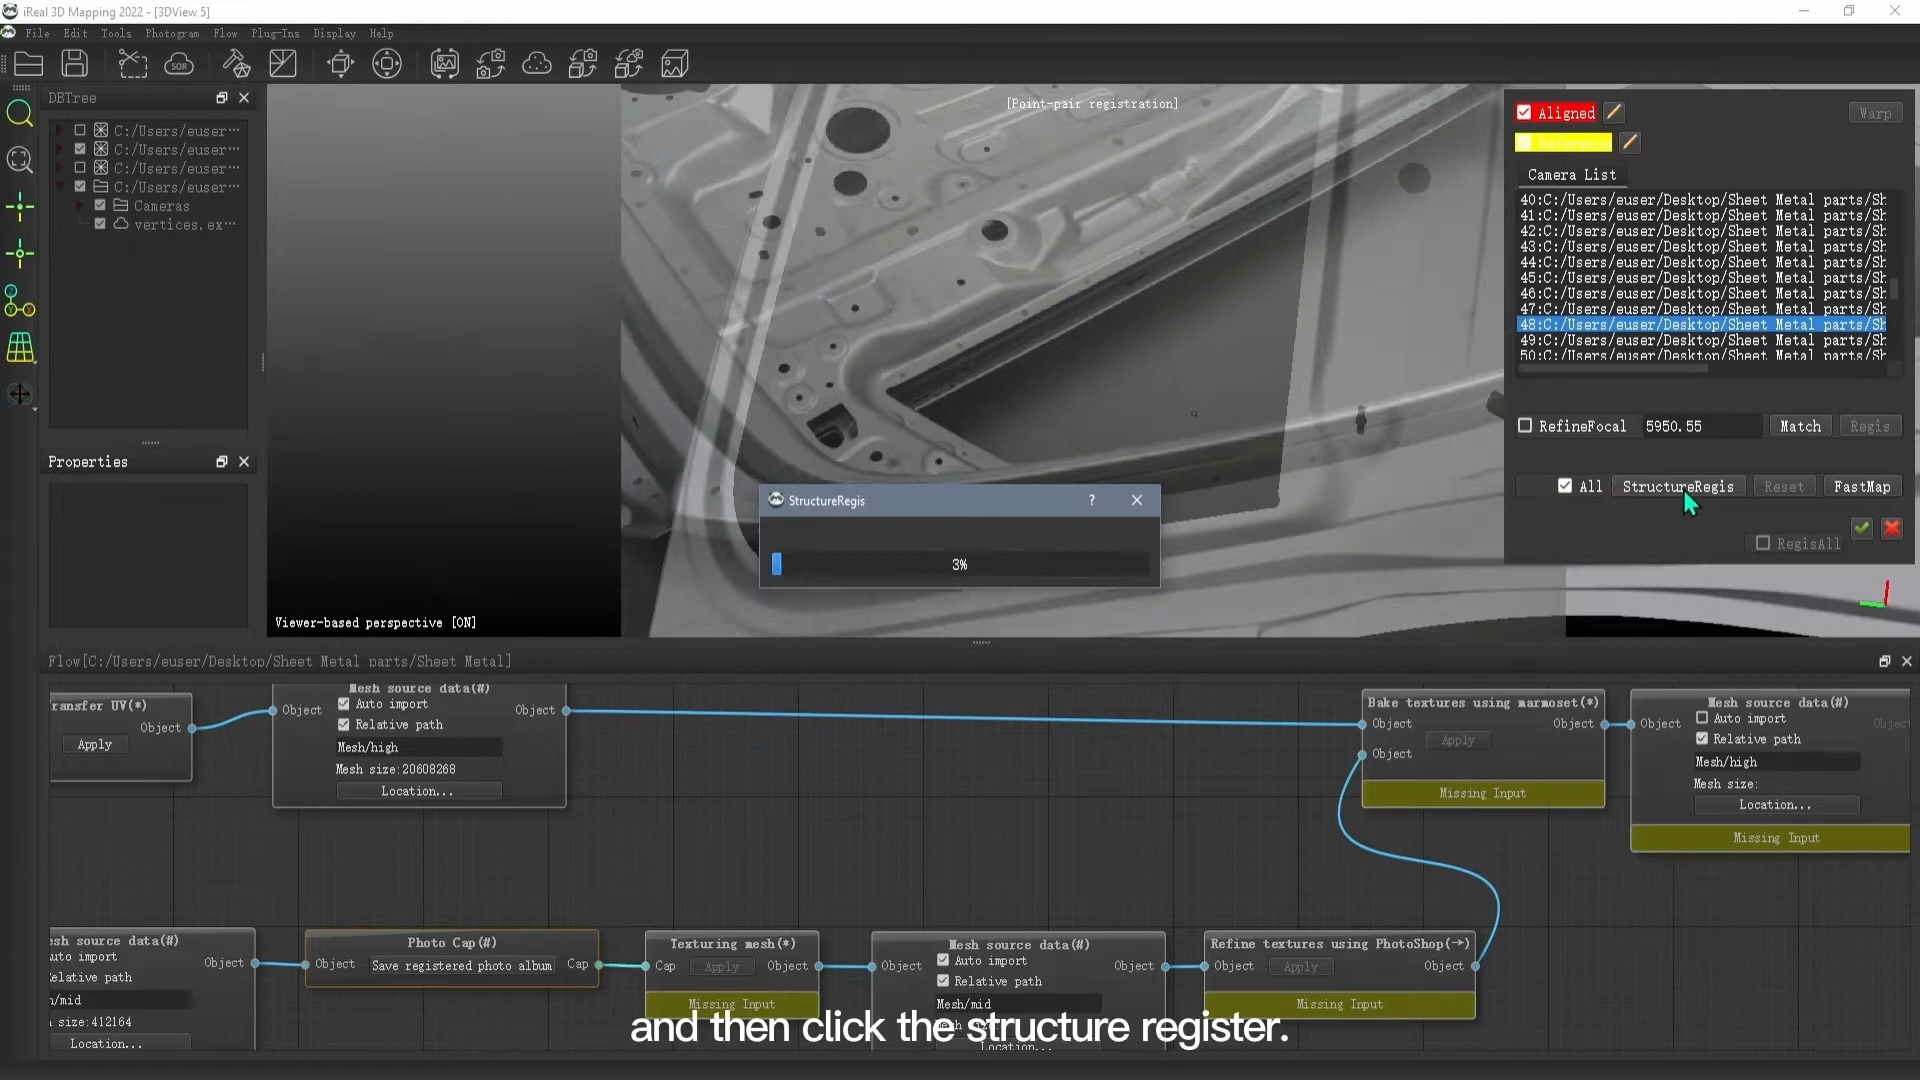 iReal 3D Mapping 2022 - [3DView 5]
File Edit Tools Photogram Flow Plug-Ins Display Help
SOR
DBTree
C:/Users/euser···
C:/Users/euser···
C:/Users/euser···
C:/Users/euser···
Cameras
vertices.ex···
Properties
[Point-pair registration]
Viewer-based perspective [ON]
StructureRegis
?
3%
Aligned
Warp
Camera List
40:C:/Users/euser/Desktop/Sheet Metal parts/Sh
41:C:/Users/euser/Desktop/Sheet Metal parts/Sh
42:C:/Users/euser/Desktop/Sheet Metal parts/Sh
43:C:/Users/euser/Desktop/Sheet Metal parts/Sh
44:C:/Users/euser/Desktop/Sheet Metal parts/Sh
45:C:/Users/euser/Desktop/Sheet Metal parts/Sh
46:C:/Users/euser/Desktop/Sheet Metal parts/Sh
47:C:/Users/euser/Desktop/Sheet Metal parts/Sh
48:C:/Users/euser/Desktop/Sheet Metal parts/Sh
49:C:/Users/euser/Desktop/Sheet Metal parts/Sh
50:C:/Users/euser/Desktop/Sheet Metal parts/Sh
RefineFocal 5950.55 Match Regis
All StructureRegis Reset FastMap
RegisAll
Flow[C:/Users/euser/Desktop/Sheet Metal parts/Sheet Metal]
ransfer UV(*)
Object
Apply
Mesh source data(#)
Object Auto import Object
Relative path
Mesh/high
Mesh size:20608268
Location...
Bake textures using marmoset(*)
Object Object
Apply
Object
Missing Input
Mesh source data(#)
Auto import
Object Objec
Relative path
Mesh/high
Mesh size:
Location...
Missing Input
esh source data(#)
uto import
Object
elative path
h/mid
size:412164
Location...
Photo Cap(#)
Object Save registered photo album Cap
Texturing mesh(*)
Cap Apply Object
Missing Input
Mesh source data(#)
Auto import
Object Object
Relative path
Mesh/mid
Location...
Refine textures using PhotoShop(→)
Object Apply Object
Missing Input
and then click the structure register.